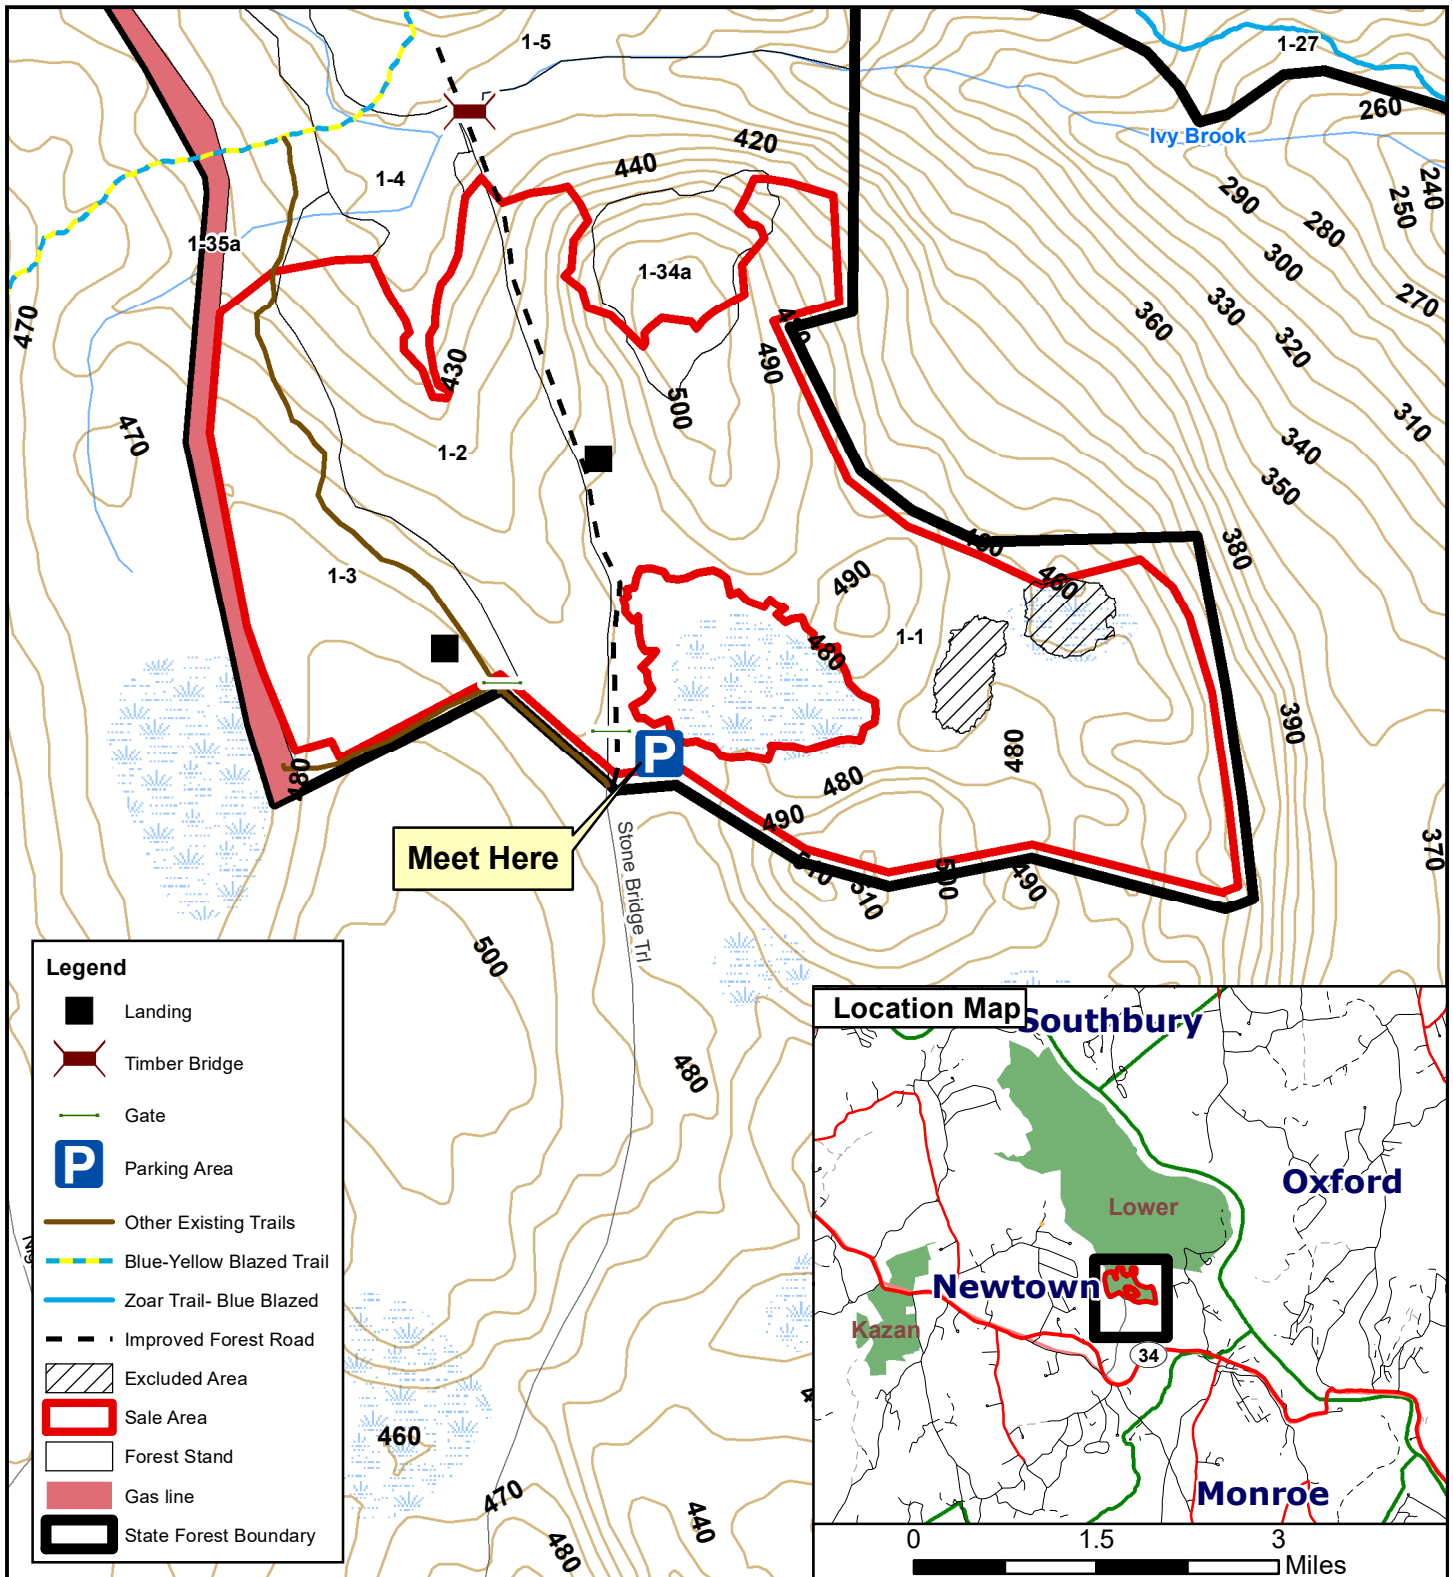 1-5
1-27
260
420
Ivy Brook
440
1-4
240
250
290
280
1-35a
1-34a
300
270
470
330
360
320
490
430
500
310
470
340
1-2
350
380
490
460
1-3
1-1
480
390
480
480
480
490
Meet Here
Stone Bridge Trl
370
500
510
490
500
480
460
470
440
480
Legend
Landing
Timber Bridge
Gate
P
Parking Area
Other Existing Trails
Blue-Yellow Blazed Trail
Zoar Trail- Blue Blazed
Improved Forest Road
Excluded Area
Sale Area
Forest Stand
Gas line
State Forest Boundary
P
Location Map
Southbury
Oxford
Lower
Newtown
Kazan
34
Monroe
0 1.5 3
Miles